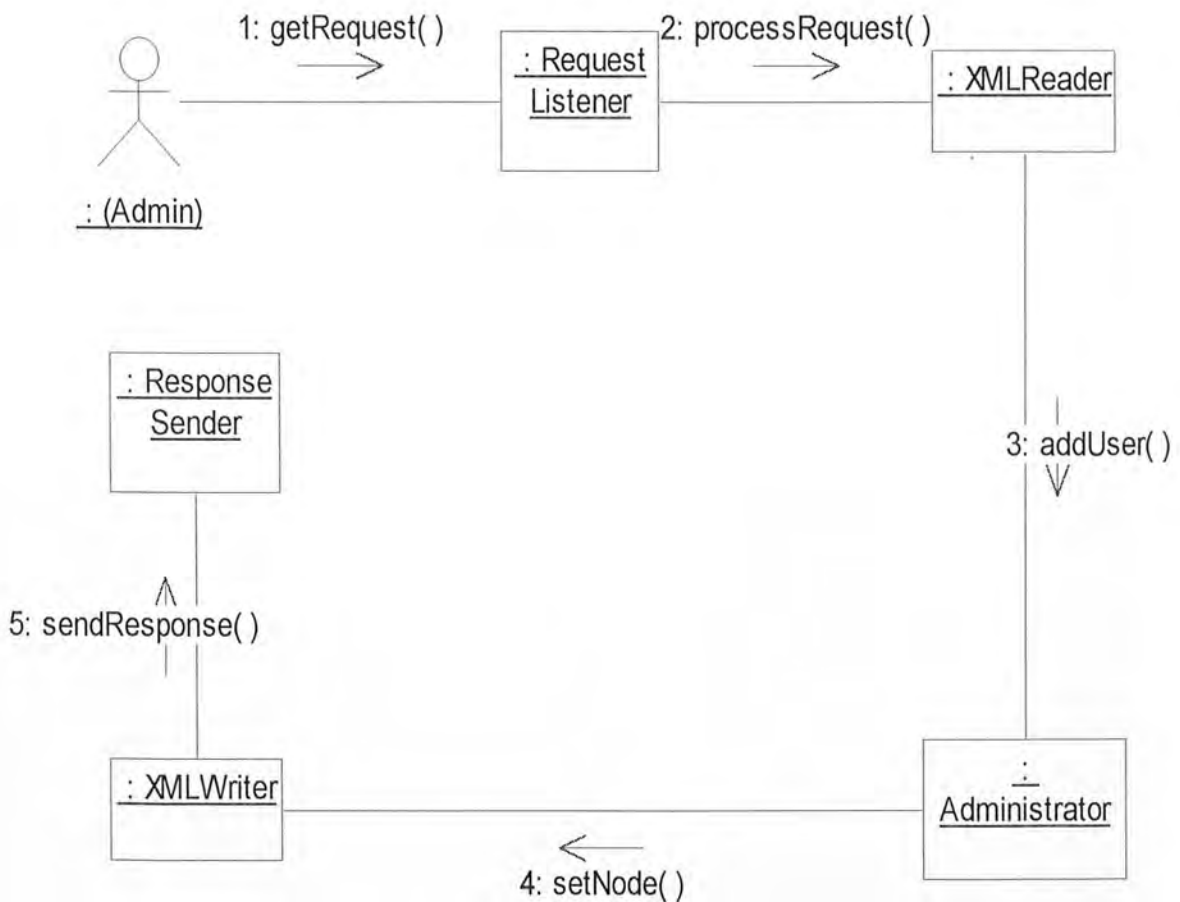 1: getRequest( )
2: processRequest( )
: Request
Listener
: XMLReader
: (Admin)
: Response
Sender
3: addUser( )
5: sendResponse( )
: XMLWriter
:
Administrator
4: setNode( )